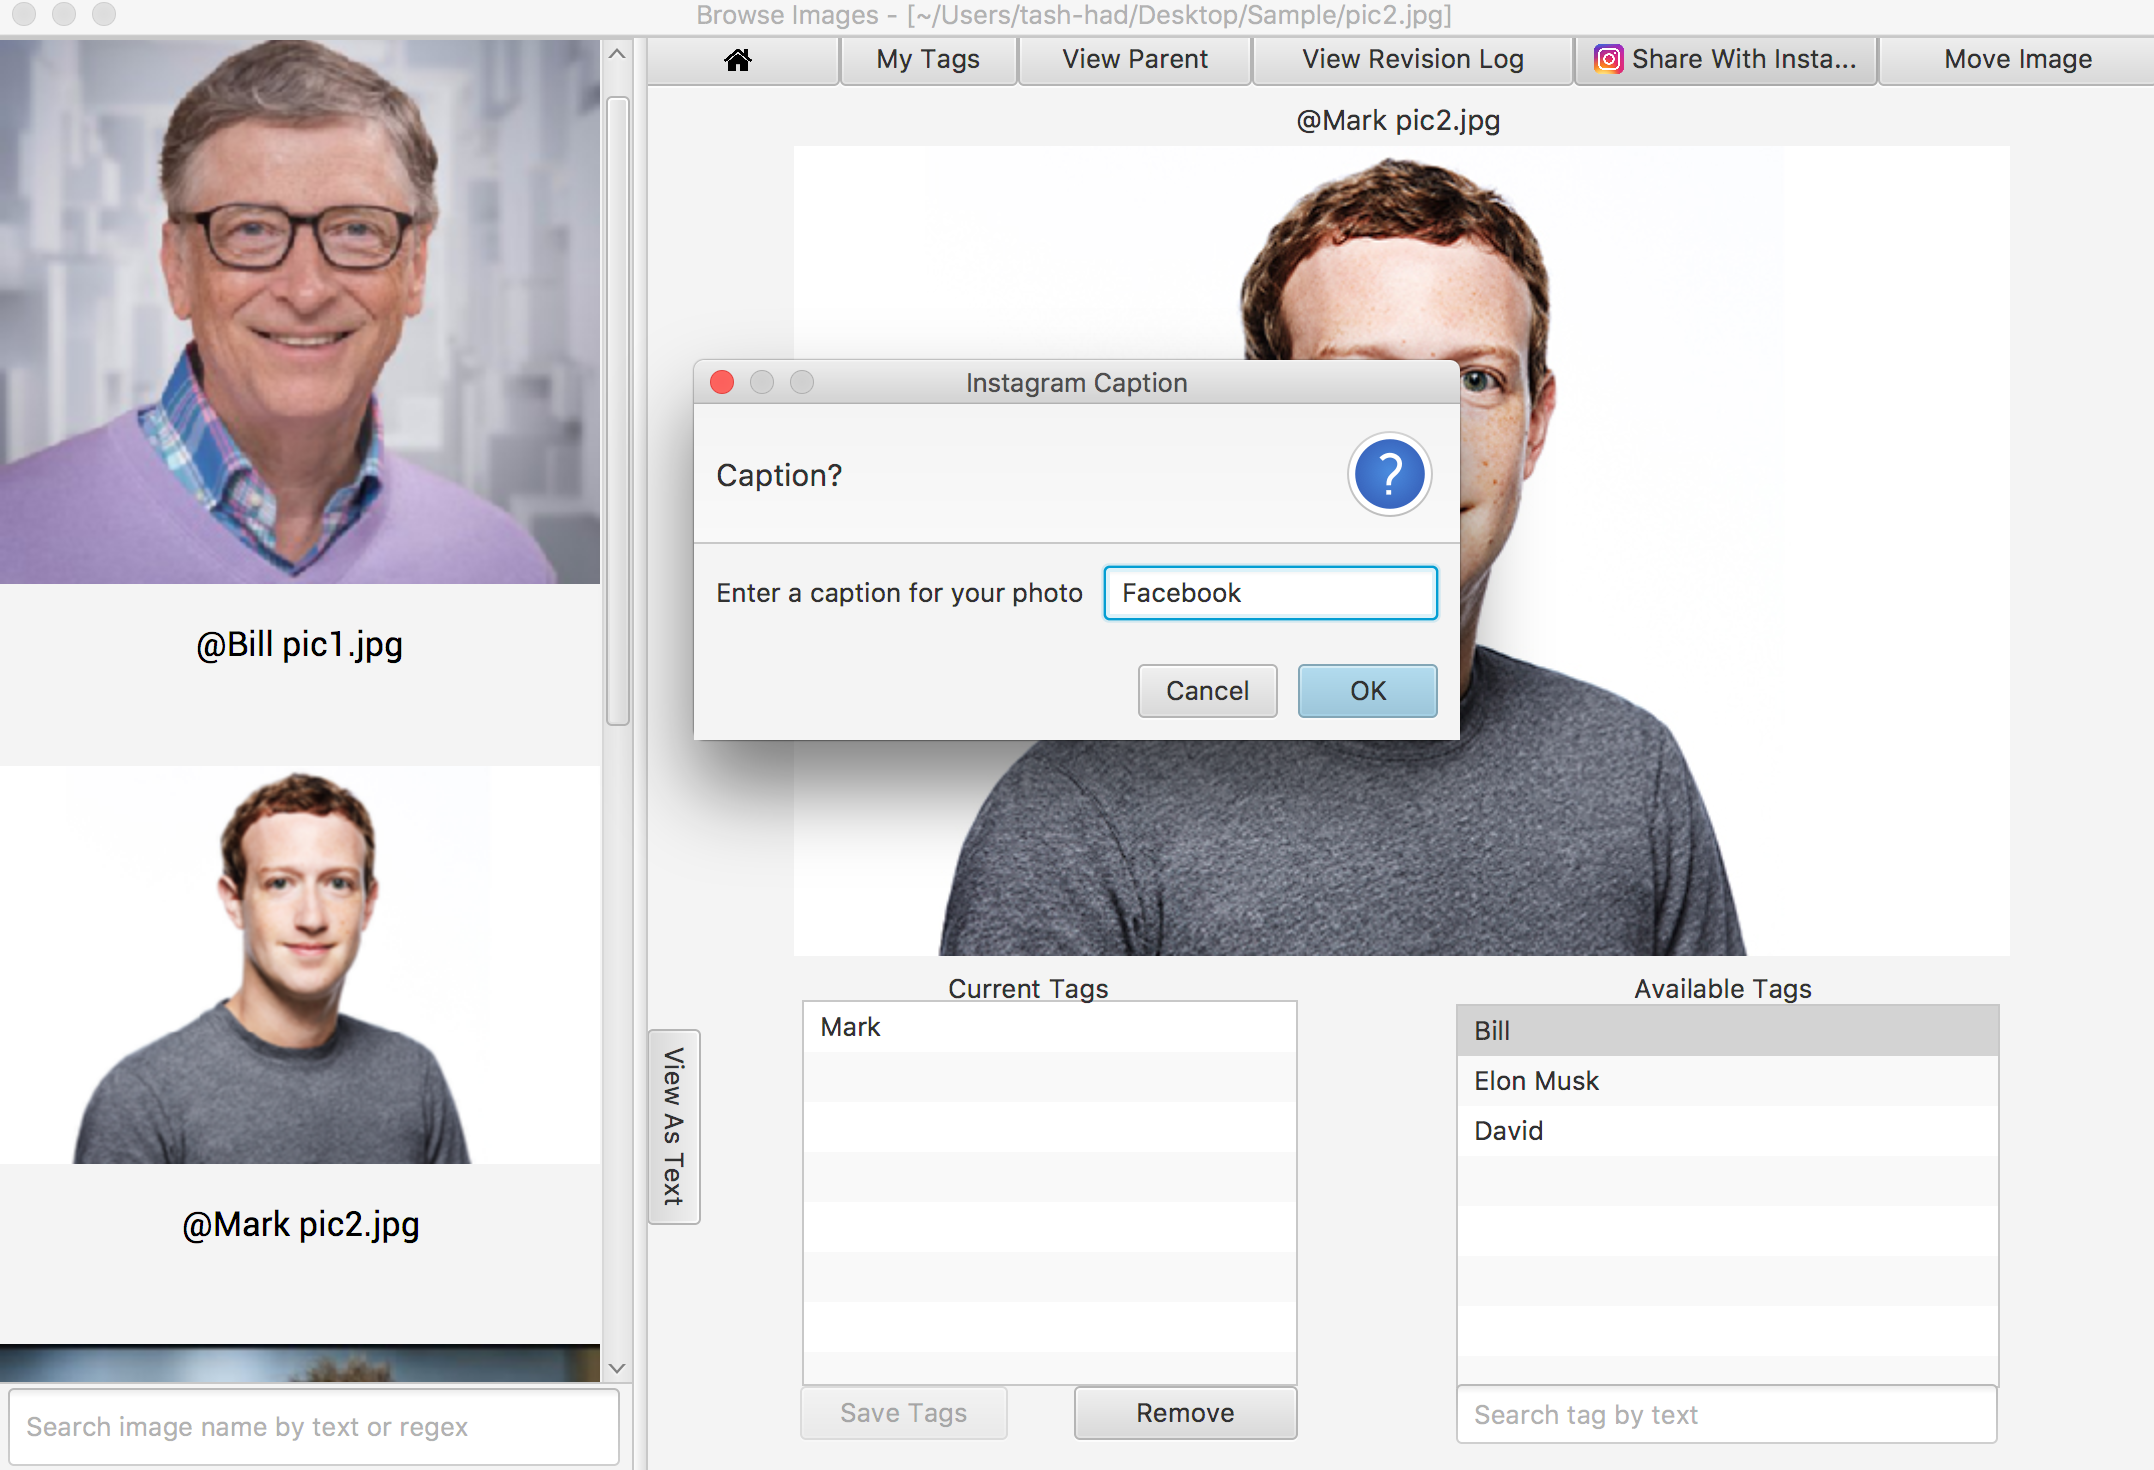 Browse Images - [~/Users/tash-had/Desktop/Sample/pic2.jpg]
My Tags
View Parent
View Revision Log
Share With Insta...
Move Image
@Bill pic1.jpg
@Mark pic2.jpg
Search image name by text or regex
View As Text
@Mark pic2.jpg
Instagram Caption
Caption?
?
Enter a caption for your photo
Facebook
Cancel
OK
Current Tags
Mark
Save Tags
Remove
Available Tags
Bill
Elon Musk
David
Search tag by text